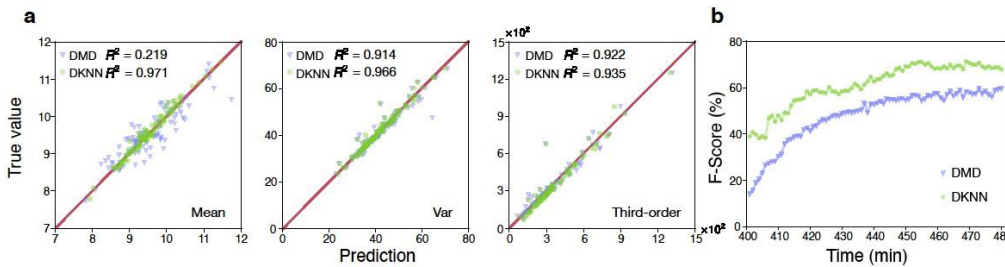 a
b
True value
12
11
10
9
8
7
7 8 9 10 11 12
DMD R² = 0.219
DKNN R² = 0.971
Mean
80
60
40
20
0
0 20 40 60 80
DMD R² = 0.914
DKNN R² = 0.966
Var
×10²
15
12
9
6
3
0
0 3 6 9 12 15
×10²
DMD R² = 0.922
DKNN R² = 0.935
Third-order
Prediction
F-Score (%)
80
60
40
20
0
400 410 420 430 440 450 460 470
DMD
DKNN
Time (min)